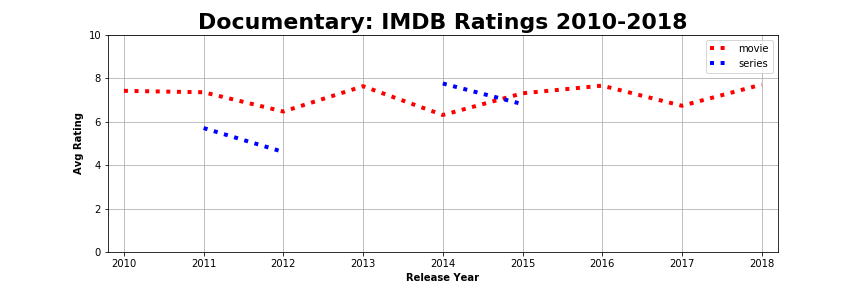 Documentary: IMDB Ratings 2010-2018
10
8
6
4
2
0
Avg Rating
movie
series
2010 2011 2012 2013 2014 2015 2016 2017 2018
Release Year